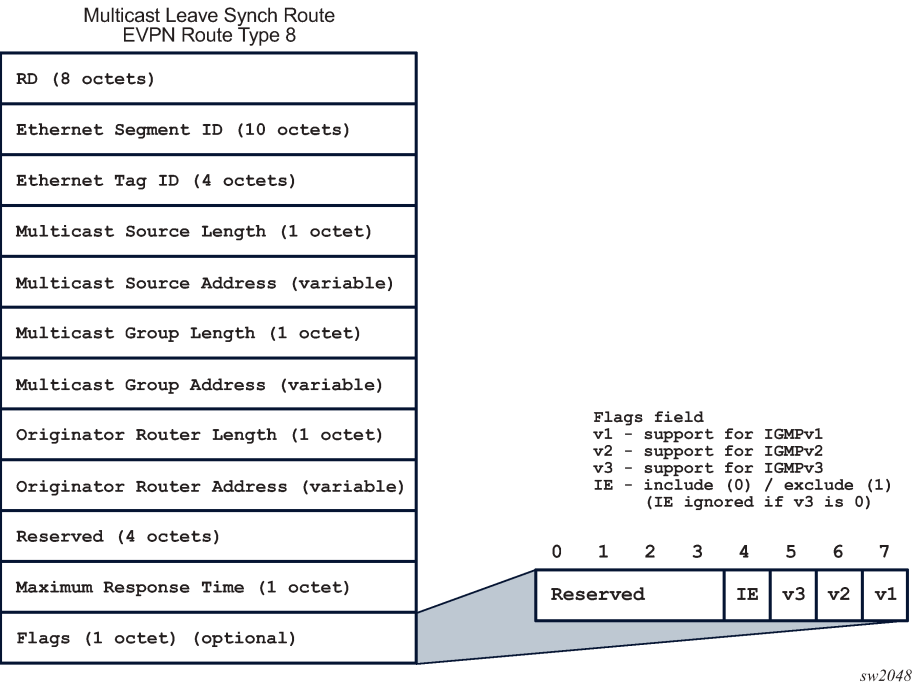 Multicast Leave Synch Route
EVPN Route Type 8
RD (8 octets)
Ethernet Segment ID (10 octets)
Ethernet Tag ID (4 octets)
Multicast Source Length (1 octet)
Multicast Source Address (variable)
Multicast Group Length (1 octet)
Multicast Group Address (variable)
Originator Router Length (1 octet)
Originator Router Address (variable)
Reserved (4 octets)
Maximum Response Time (1 octet)
Flags (1 octet) (optional)
Flags field
v1 - support for IGMPv1
v2 - support for IGMPv2
v3 - support for IGMPv3
IE - include (0) / exclude (1)
(IE ignored if v3 is 0)
0 1 2 3 4 5 6 7
Reserved IE v3 v2 v1
sw2048